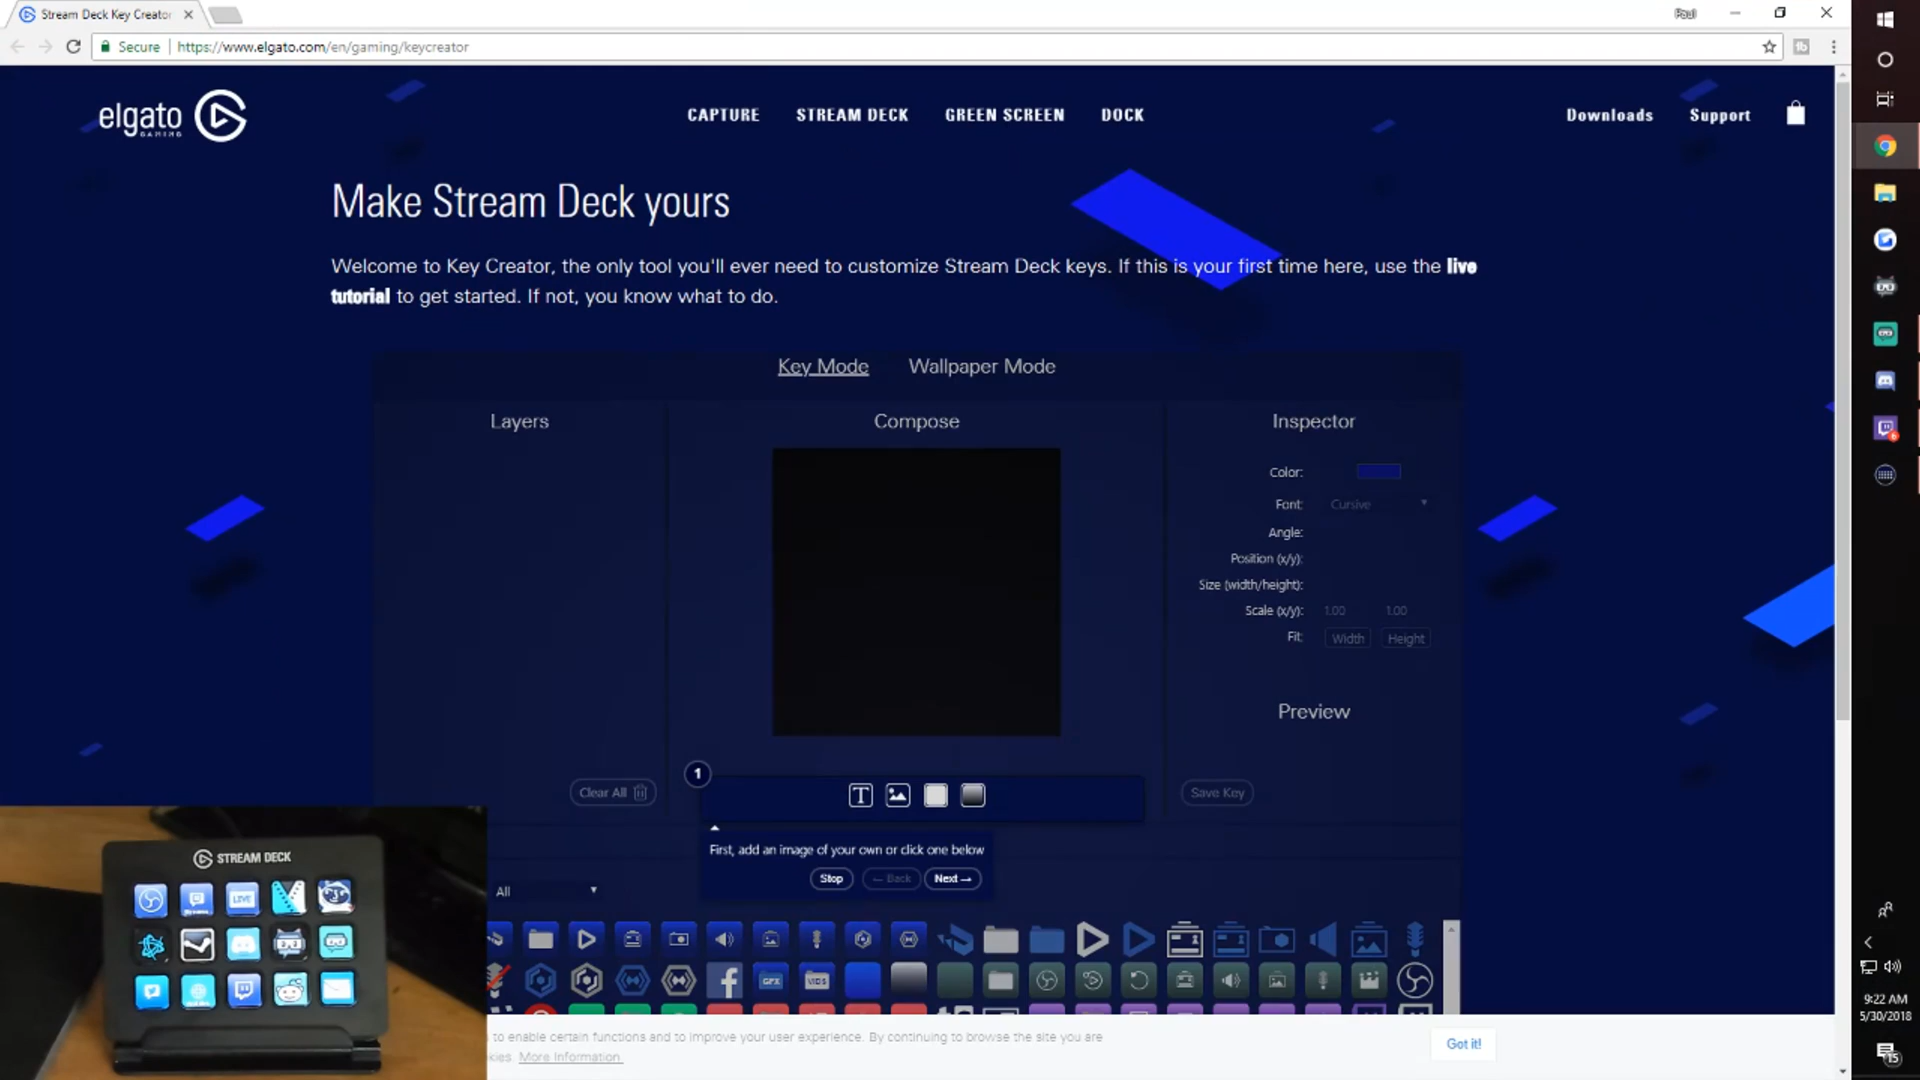 Stream Deck Key Creator
Paul
Secure
https://www.elgato.com/en/gaming/keycreator
elgato
GAMING
CAPTURE
STREAM DECK
GREEN SCREEN
DOCK
Downloads
Support
Make Stream Deck yours
Welcome to Key Creator, the only tool you'll ever need to customize Stream Deck keys. If this is your first time here, use the live
tutorial to get started. If not, you know what to do.
Key Mode
Wallpaper Mode
Layers
Compose
Inspector
Color:
Font:
Cursive
Angle:
Position (x/y):
Size (width/height):
Scale (x/y):
1.00
1.00
Fit:
Width
Height
Preview
Clear All
1
T
Save Key
First, add an image of your own or click one below
Stop
← Back
Next →
All
GFX
VIDS
STREAM DECK
LIVE
to enable certain functions and to improve your user experience. By continuing to browse the site you are
kies. More Information.
Got it!
9:22 AM
5/30/2018
15